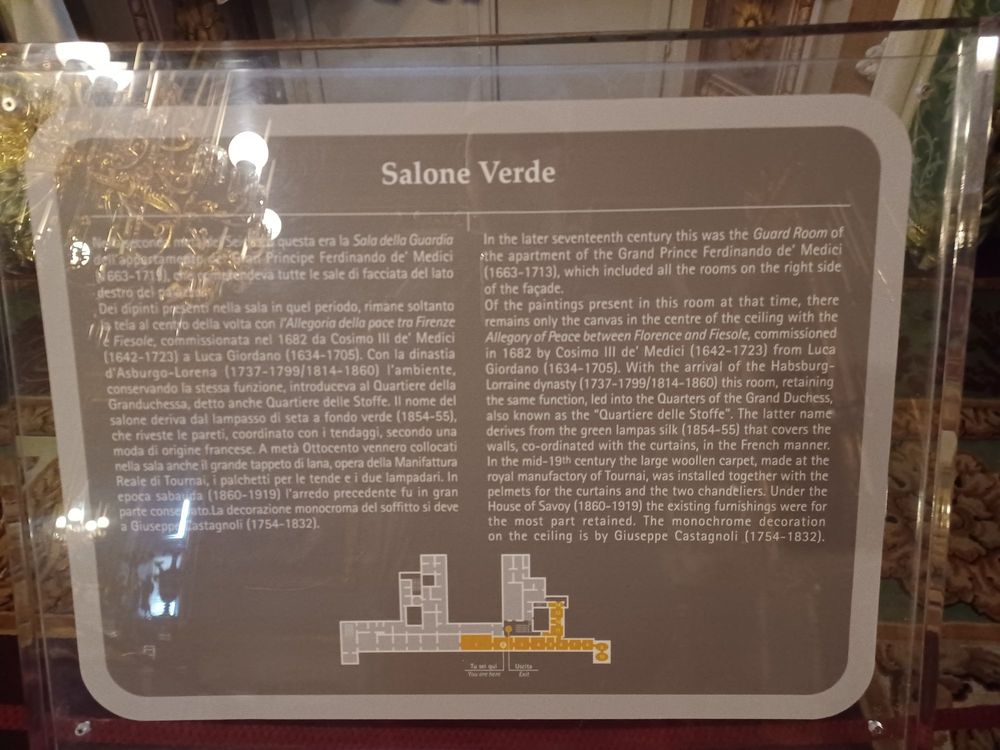 Salone Verde
questa era la Sala della Guardia
dell'appartamento del Gran Principe Ferdinando de' Medici
(1663-1713), che comprendeva tutte le sale di facciata del lato
destro del
Dei dipinti presenti nella sala in quel periodo, rimane soltanto
la tela al centro della volta con l'Allegoria della pace tra Firenze
e Fiesole, commissionata nel 1682 da Cosimo III de' Medici
(1642-1723) a Luca Giordano (1634-1705). Con la dinastia
d'Asburgo-Lorena (1737-1799/1814-1860) l'ambiente,
conservando la stessa funzione, introduceva al Quartiere della
Granduchessa, detto anche Quartiere delle Stoffe. Il nome del
salone deriva dal lampasso di seta a fondo verde (1854-55),
che riveste le pareti, coordinato con i tendaggi, secondo una
moda di origine francese. A metà Ottocento vennero collocati
nella sala anche il grande tappeto di lana, opera della Manifattura
Reale di Tournai, i palchetti per le tende e i due lampadari. In
epoca sabauda (1860-1919) l'arredo precedente fu in gran
parte conservato.La decorazione monocroma del soffitto si deve
a Giuseppe Castagnoli (1754-1832).
In the later seventeenth century this was the Guard Room of
the apartment of the Grand Prince Ferdinando de' Medici
(1663-1713), which included all the rooms on the right side
of the façade.
Of the paintings present in this room at that time, there
remains only the canvas in the centre of the ceiling with the
Allegory of Peace between Florence and Fiesole, commissioned
in 1682 by Cosimo III de' Medici (1642-1723) from Luca
Giordano (1634-1705). With the arrival of the Habsburg-
Lorraine dynasty (1737-1799/1814-1860) this room, retaining
the same function, led into the Quarters of the Grand Duchess,
also known as the "Quartiere delle Stoffe". The latter name
derives from the green lampas silk (1854-55) that covers the
walls, co-ordinated with the curtains, in the French manner.
In the mid-19th century the large woollen carpet, made at the
royal manufactory of Tournai, was installed together with the
pelmets for the curtains and the two chandeliers. Under the
House of Savoy (1860-1919) the existing furnishings were for
the most part retained. The monochrome decoration
on the ceiling is by Giuseppe Castagnoli (1754-1832).
Tu sei qui
You are here
Uscita
Exit